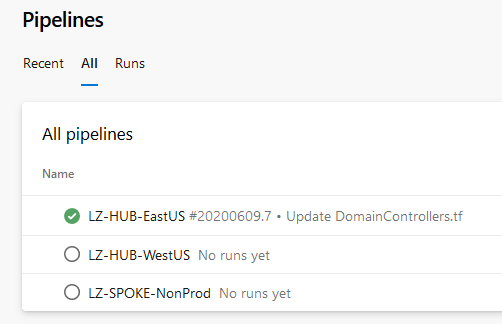 Pipelines
Recent All Runs
All pipelines
Name
LZ-HUB-EastUS #20200609.7 • Update DomainControllers.tf
LZ-HUB-WestUS No runs yet
LZ-SPOKE-NonProd No runs yet